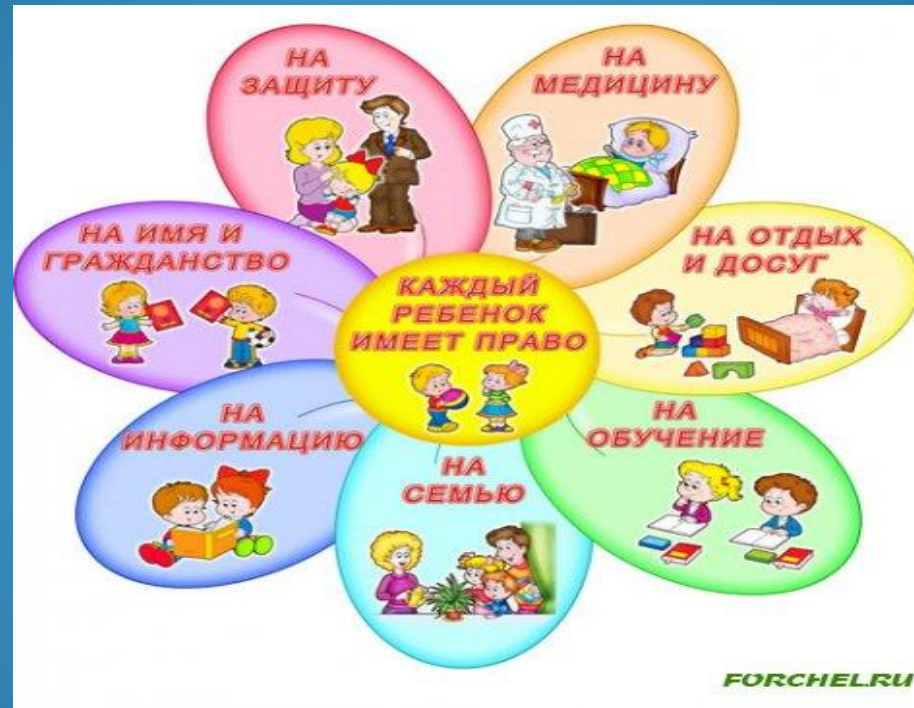 НА
ЗАЩИТУ
НА
МЕДИЦИНУ
НА ИМЯ И
ГРАЖДАНСТВО
НА ОТДЫХ
И ДОСУГ
КАЖДЫЙ
РЕБЕНОК
ИМЕЕТ ПРАВО
НА
ИНФОРМАЦИЮ
НА
ОБУЧЕНИЕ
НА
СЕМЬЮ
FORCHEL.RU